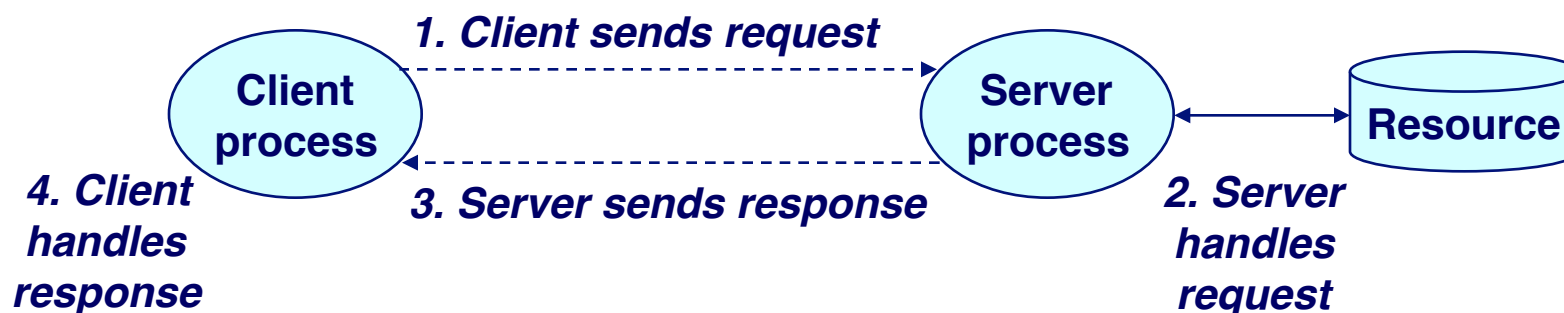 1. Client sends request
Client
process
Server
process
Resource
3. Server sends response
4. Client
handles
response
2. Server
handles
request